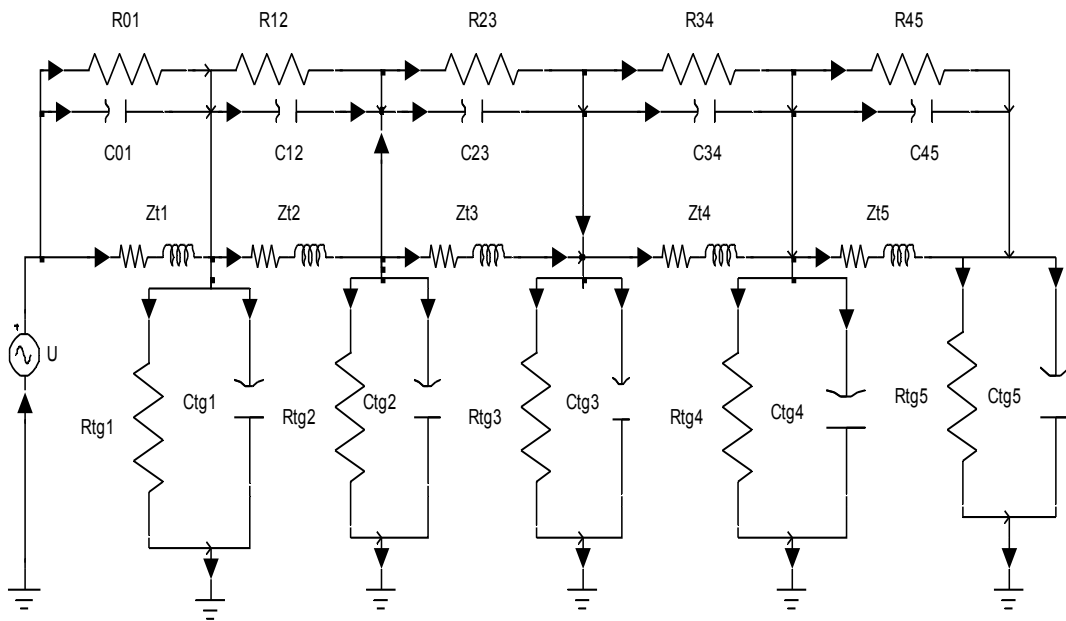 R01 R12 R23 R34 R45
C01 C12 C23 C34 C45
Zt1 Zt2 Zt3 Zt4 Zt5
+
U
Rtg1 Ctg1 Rtg2 Ctg2 Rtg3 Ctg3 Rtg4 Ctg4 Rtg5 Ctg5